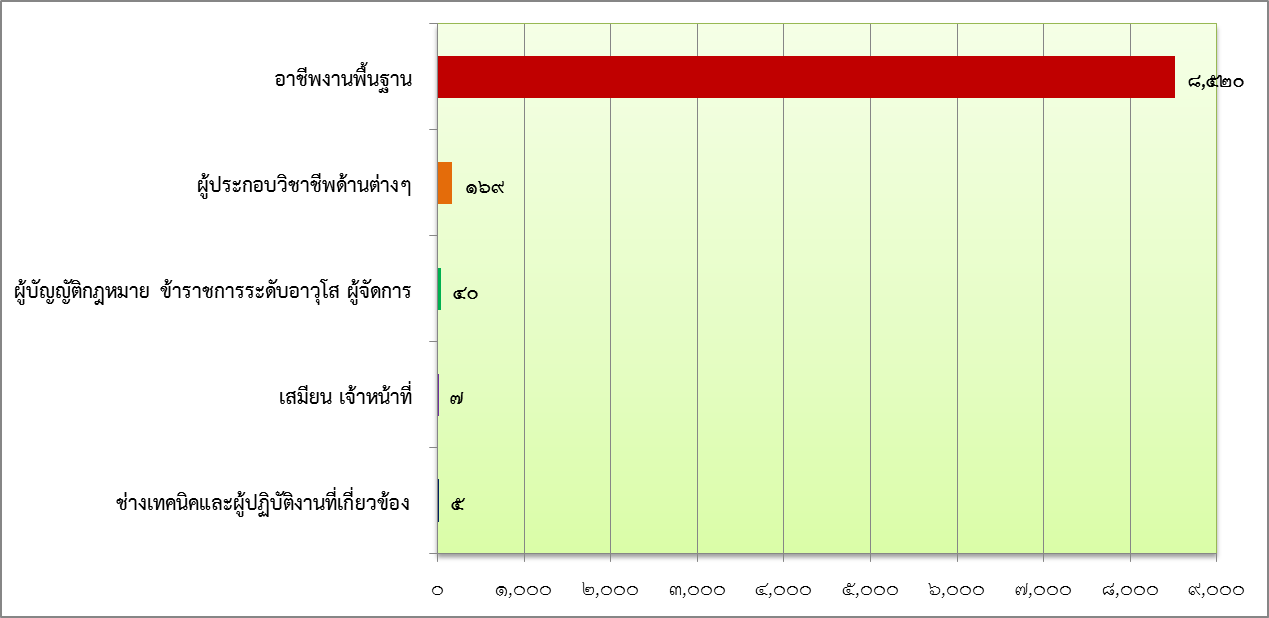 อาชีพงานพื้นฐาน ๘,๕๒๐
ผู้ประกอบวิชาชีพด้านต่างๆ ๑๖๙
ผู้บัญญัติกฎหมาย ข้าราชการระดับอาวุโส ผู้จัดการ ๔๐
เสมียน เจ้าหน้าที่ ๗
ช่างเทคนิคและผู้ปฏิบัติงานที่เกี่ยวข้อง ๕
๐ ๑,๐๐๐ ๒,๐๐๐ ๓,๐๐๐ ๔,๐๐๐ ๕,๐๐๐ ๖,๐๐๐ ๗,๐๐๐ ๘,๐๐๐ ๙,๐๐๐